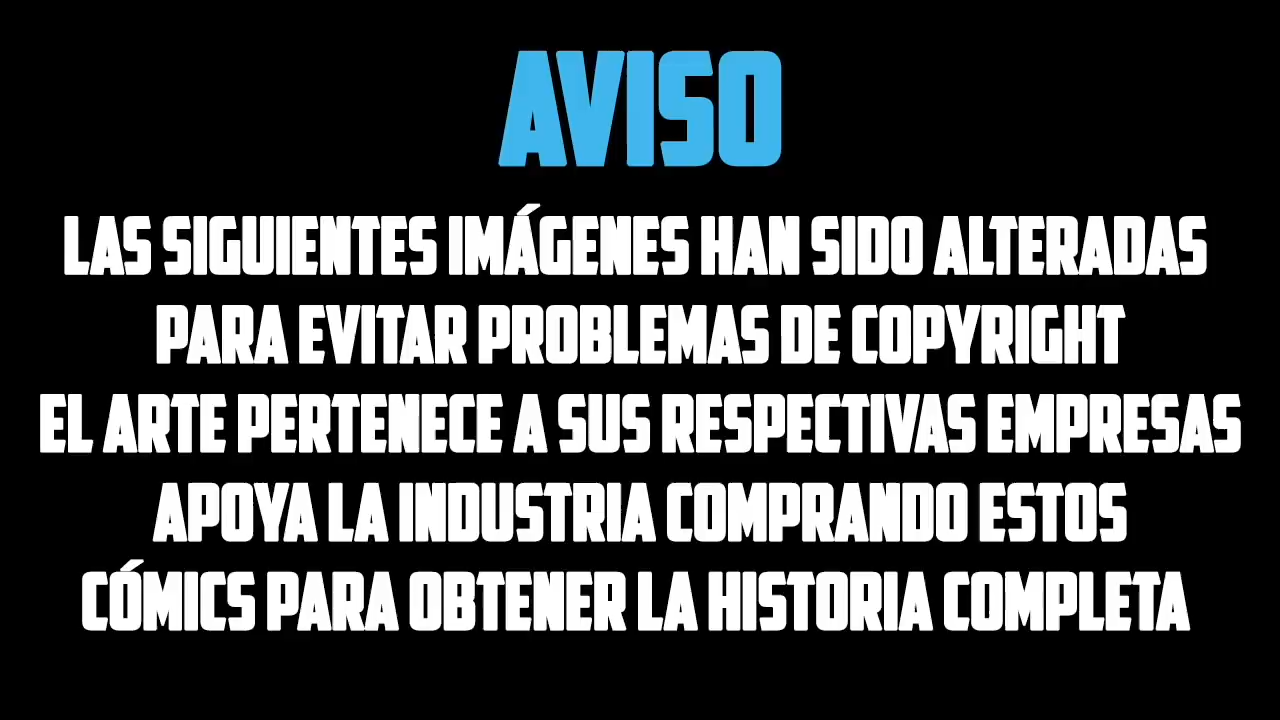 AVISO
LAS SIGUIENTES IMÁGENES HAN SIDO ALTERADAS
PARA EVITAR PROBLEMAS DE COPYRIGHT
EL ARTE PERTENECE A SUS RESPECTIVAS EMPRESAS
APOYA LA INDUSTRIA COMPRANDO ESTOS
CÓMICS PARA OBTENER LA HISTORIA COMPLETA